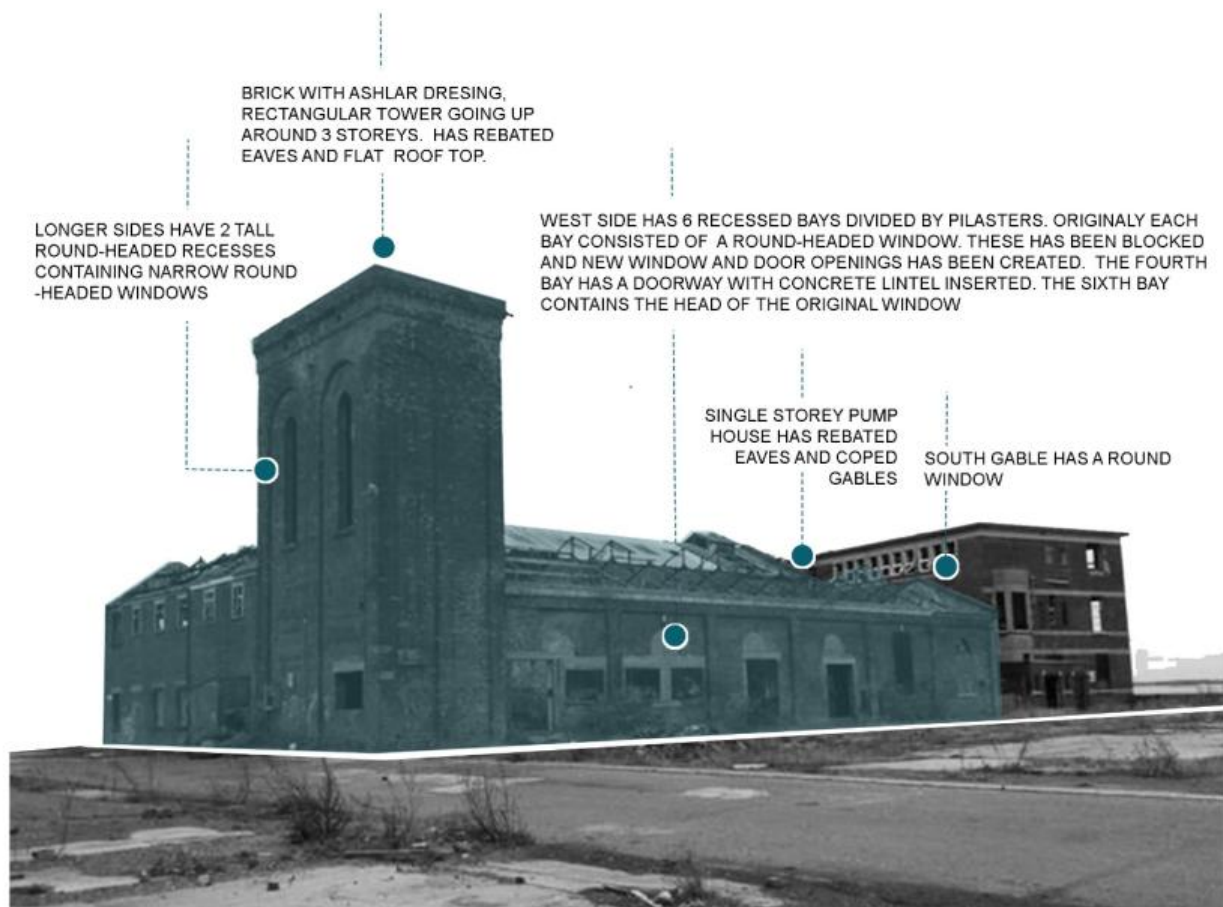 BRICK WITH ASHLAR DRESING,
RECTANGULAR TOWER GOING UP
AROUND 3 STOREYS. HAS REBATED
EAVES AND FLAT ROOF TOP.
LONGER SIDES HAVE 2 TALL
ROUND-HEADED RECESSES
CONTAINING NARROW ROUND
-HEADED WINDOWS
WEST SIDE HAS 6 RECESSED BAYS DIVIDED BY PILASTERS. ORIGINALY EACH
BAY CONSISTED OF A ROUND-HEADED WINDOW. THESE HAS BEEN BLOCKED
AND NEW WINDOW AND DOOR OPENINGS HAS BEEN CREATED. THE FOURTH
BAY HAS A DOORWAY WITH CONCRETE LINTEL INSERTED. THE SIXTH BAY
CONTAINS THE HEAD OF THE ORIGINAL WINDOW
SINGLE STOREY PUMP
HOUSE HAS REBATED
EAVES AND COPED
GABLES
SOUTH GABLE HAS A ROUND
WINDOW